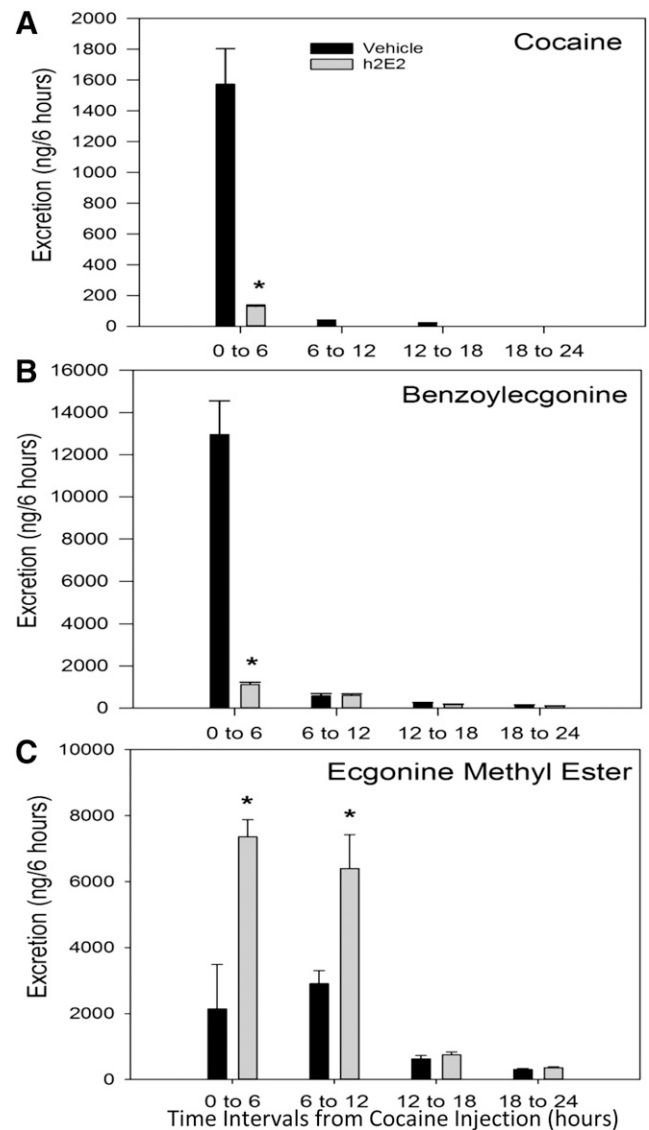 A
Cocaine
Vehicle
h2E2
Excretion (ng/6 hours)
2000
1800
1600
1400
1200
1000
800
600
400
200
0
*
0 to 6 6 to 12 12 to 18 18 to 24
B
Benzoylecgonine
Excretion (ng/6 hours)
16000
14000
12000
10000
8000
6000
4000
2000
0
*
0 to 6 6 to 12 12 to 18 18 to 24
C
Ecgonine Methyl Ester
Excretion (ng/6 hours)
10000
8000
6000
4000
2000
0
* *
0 to 6 6 to 12 12 to 18 18 to 24
Time Intervals from Cocaine Injection (hours)